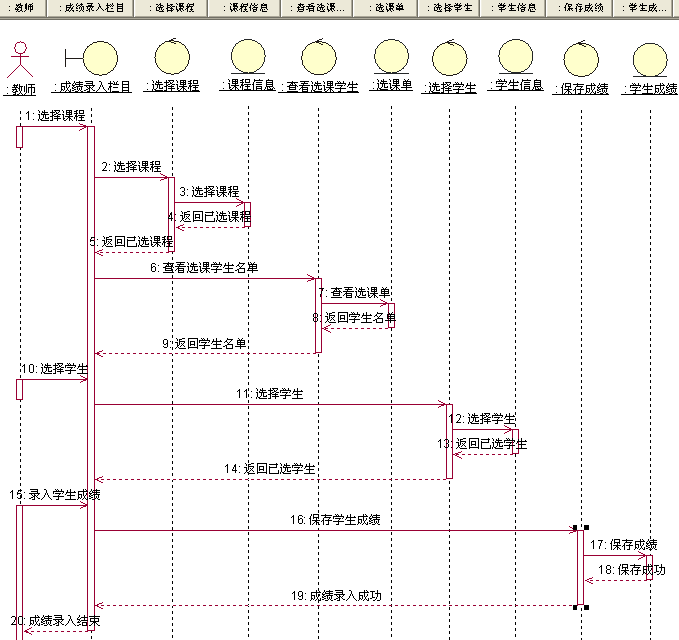 : 教师
: 成绩录入栏目
: 选择课程
: 课程信息
: 查看选课...
: 选课单
: 选择学生
: 学生信息
: 保存成绩
: 学生成...
: 教师
: 成绩录入栏目
: 选择课程
: 课程信息
: 查看选课学生
: 选课单
: 选择学生
: 学生信息
: 保存成绩
: 学生成绩
1: 选择课程
2: 选择课程
3: 选择课程
4: 返回已选课程
5: 返回已选课程
6: 查看选课学生名单
7: 查看选课单
8: 返回学生名单
9: 返回学生名单
10: 选择学生
11: 选择学生
12: 选择学生
13: 返回已选学生
14: 返回已选学生
15: 录入学生成绩
16: 保存学生成绩
17: 保存成绩
18: 保存成功
19: 成绩录入成功
20: 成绩录入结束